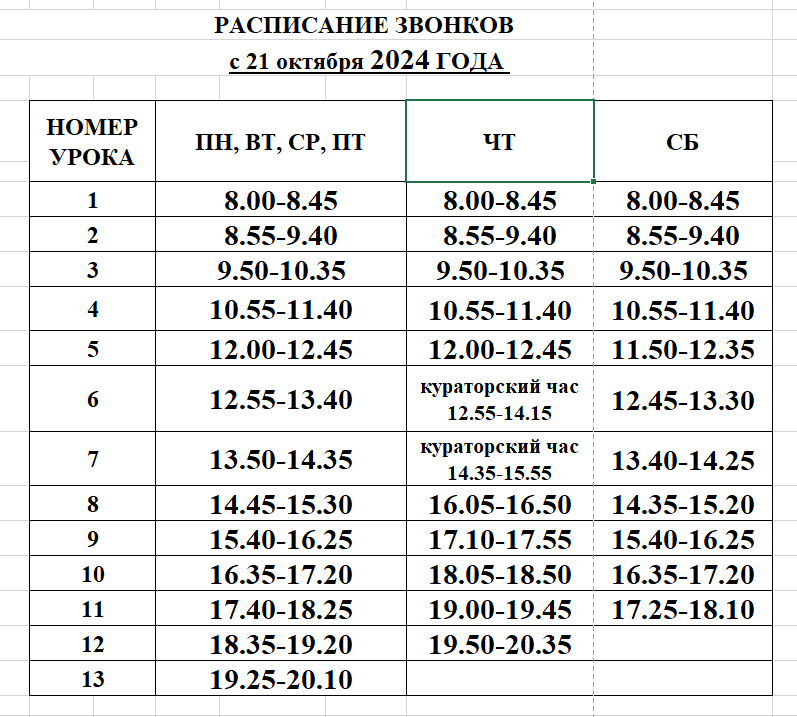 РАСПИСАНИЕ ЗВОНКОВ
с 21 октября 2024 ГОДА
НОМЕР УРОКА ПН, ВТ, СР, ПТ ЧТ СБ
1 8.00-8.45 8.00-8.45 8.00-8.45
2 8.55-9.40 8.55-9.40 8.55-9.40
3 9.50-10.35 9.50-10.35 9.50-10.35
4 10.55-11.40 10.55-11.40 10.55-11.40
5 12.00-12.45 12.00-12.45 11.50-12.35
6 12.55-13.40 кураторский час 12.55-14.15 12.45-13.30
7 13.50-14.35 кураторский час 14.35-15.55 13.40-14.25
8 14.45-15.30 16.05-16.50 14.35-15.20
9 15.40-16.25 17.10-17.55 15.40-16.25
10 16.35-17.20 18.05-18.50 16.35-17.20
11 17.40-18.25 19.00-19.45 17.25-18.10
12 18.35-19.20 19.50-20.35
13 19.25-20.10